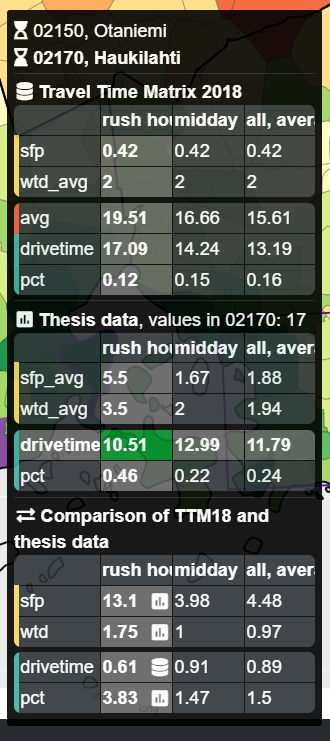 02150, Otaniemi
02170, Haukilahti
Travel Time Matrix 2018
rush hou midday all, avera
sfp 0.42 0.42 0.42
wtd_avg 2 2 2
avg 19.51 16.66 15.61
drivetime 17.09 14.24 13.19
pct 0.12 0.15 0.16
Thesis data, values in 02170: 17
rush hou midday all, avera
sfp_avg 5.5 1.67 1.88
wtd_avg 3.5 2 1.94
drivetime 10.51 12.99 11.79
pct 0.46 0.22 0.24
Comparison of TTM18 and
thesis data
rush hou midday all, avera
sfp 13.1 3.98 4.48
wtd 1.75 1 0.97
drivetime 0.61 0.91 0.89
pct 3.83 1.47 1.5
long